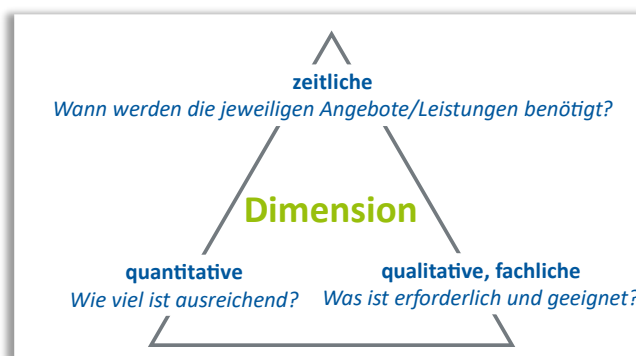 zeitliche
Wann werden die jeweiligen Angebote/Leistungen benötigt?
Dimension
quantitative
Wie viel ist ausreichend?
qualitative, fachliche
Was ist erforderlich und geeignet?